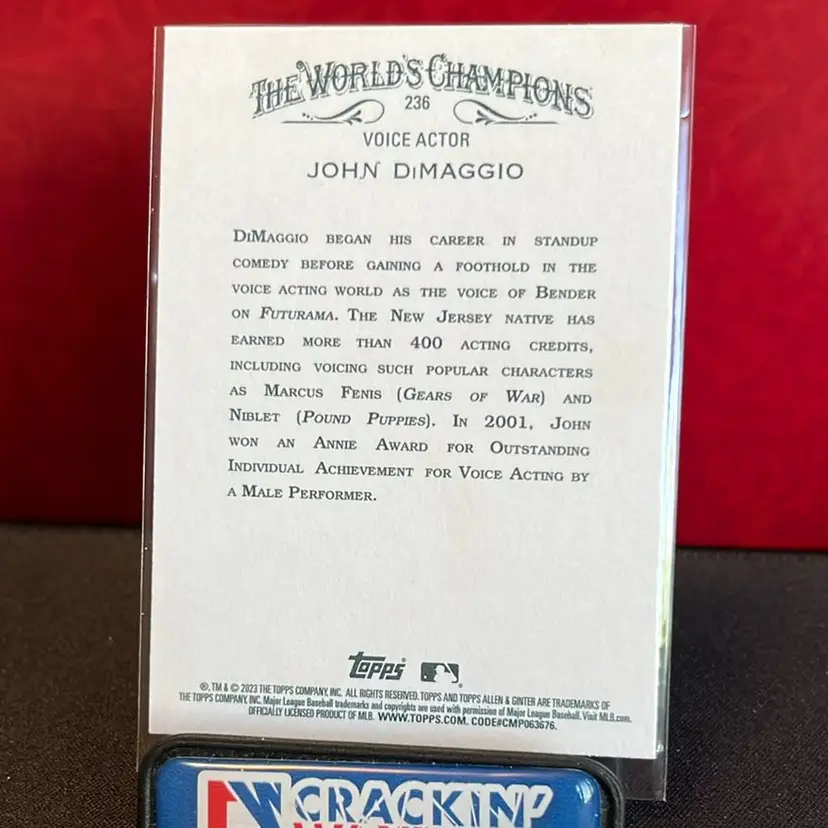 THE WORLD'S CHAMPIONS
236
VOICE ACTOR
JOHN DiMAGGIO
DiMaggio began his career in standup
comedy before gaining a foothold in the
voice acting world as the voice of Bender
on Futurama. The New Jersey native has
earned more than 400 acting credits,
including voicing such popular characters
as Marcus Fenis (Gears of War) and
Niblet (Pound Puppies). In 2001, John
won an Annie Award for Outstanding
Individual Achievement for Voice Acting by
a Male Performer.
topps
®, TM & © 2023 THE TOPPS COMPANY, INC. ALL RIGHTS RESERVED. TOPPS AND TOPPS ALLEN & GINTER ARE TRADEMARKS OF
THE TOPPS COMPANY, INC. Major League Baseball trademarks and copyrights are used with permission of Major League Baseball. Visit MLB.com.
OFFICIALLY LICENSED PRODUCT OF MLB. WWW.TOPPS.COM. CODE#CMP063676.
CRACKIN'